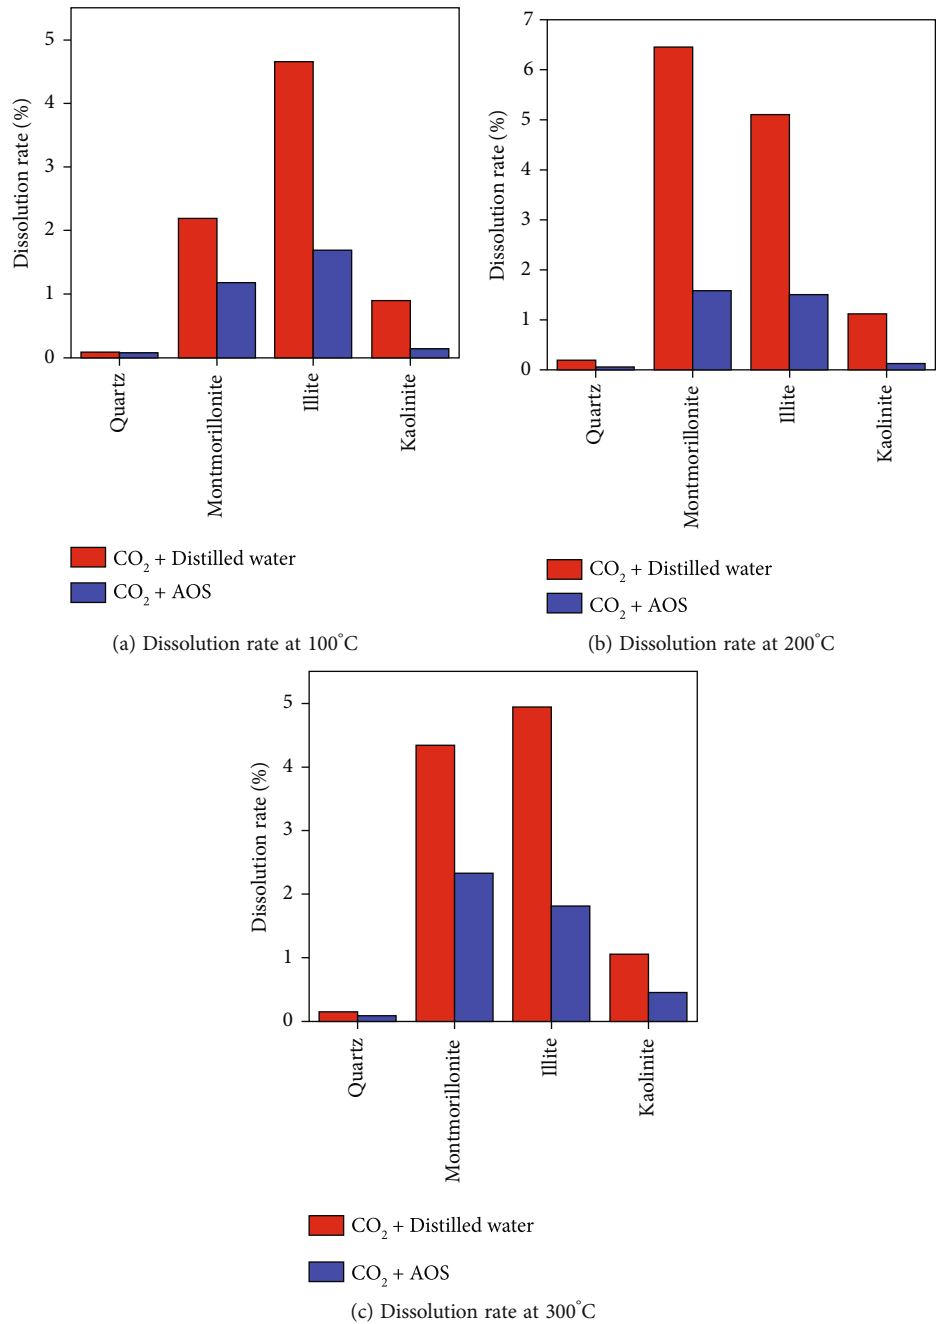 5
4
3
2
1
0
Dissolution rate (%)
Quartz
Montmorillonite
Illite
Kaolinite
CO2 + Distilled water
CO2 + AOS
(a) Dissolution rate at 100°C
7
6
5
4
3
2
1
0
Dissolution rate (%)
Quartz
Montmorillonite
Illite
Kaolinite
CO2 + Distilled water
CO2 + AOS
(b) Dissolution rate at 200°C
5
4
3
2
1
0
Dissolution rate (%)
Quartz
Montmorillonite
Illite
Kaolinite
CO2 + Distilled water
CO2 + AOS
(c) Dissolution rate at 300°C